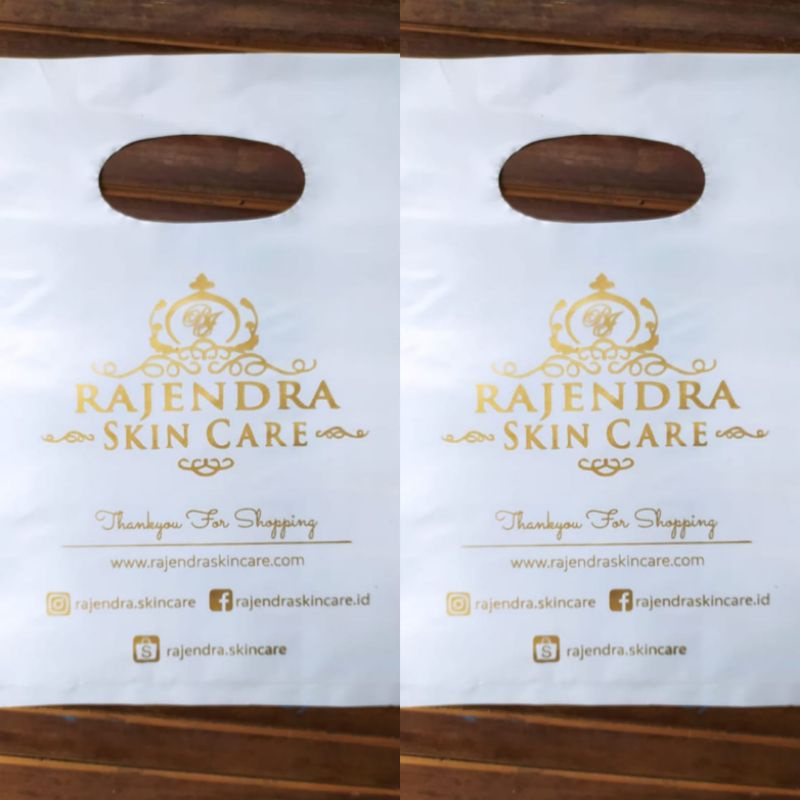 RAJENDRA
SKIN CARE
Thankyou For Shopping
www.rajendraskincare.com
rajendra.skincare rajendraskincare.id
rajendra.skincare
RAJENDRA
SKIN CARE
Thankyou For Shopping
www.rajendraskincare.com
rajendra.skincare rajendraskincare.id
rajendra.skincare